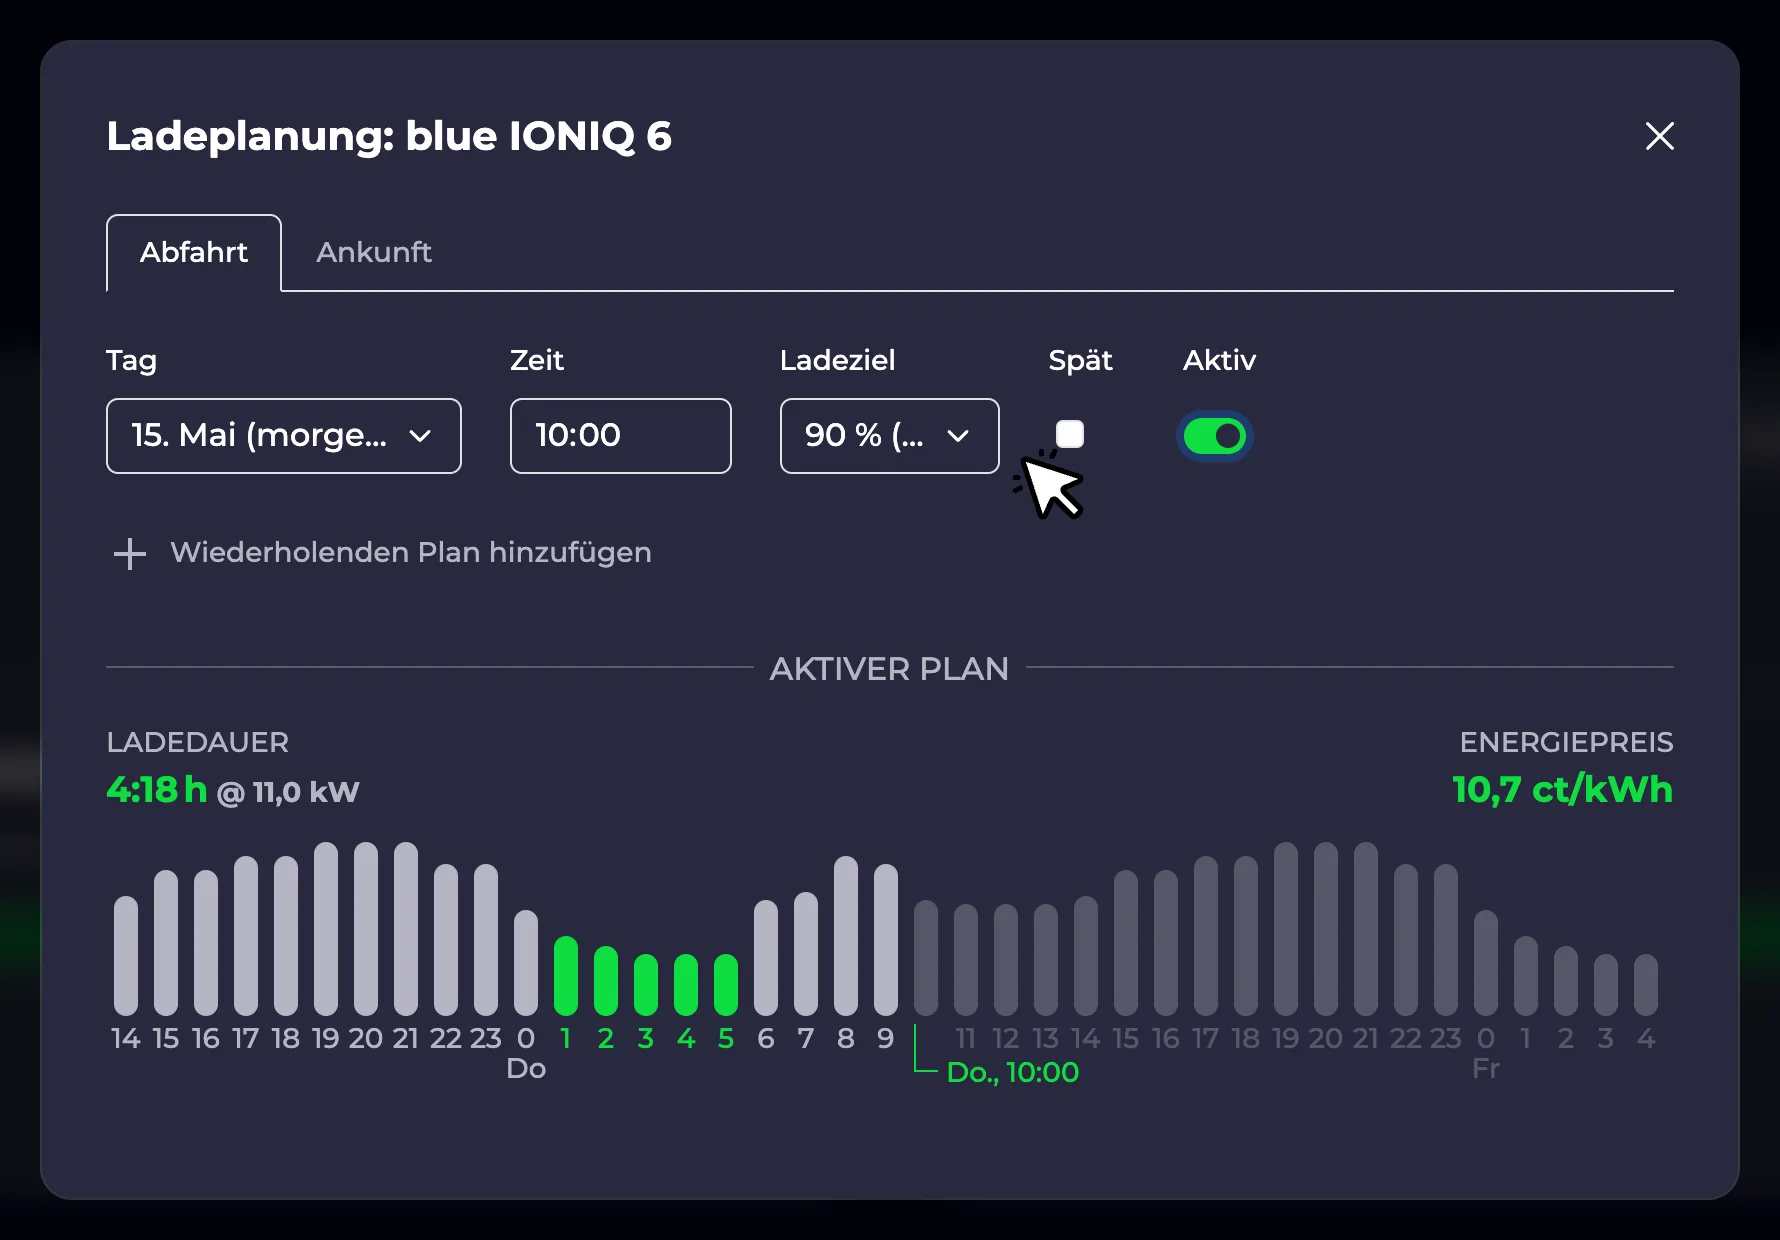 Ladeplanung: blue IONIQ 6
Abfahrt Ankunft
Tag Zeit Ladeziel Spät Aktiv
15. Mai (morge... 10:00 90 % (...
Wiederholenden Plan hinzufügen
AKTIVER PLAN
LADEDAUER ENERGIEPREIS
4:18 h @ 11,0 kW 10,7 ct/kWh
14 15 16 17 18 19 20 21 22 23 0 1 2 3 4 5 6 7 8 9 11 12 13 14 15 16 17 18 19 20 21 22 23 0 1 2 3 4
Do Do., 10:00 Fr